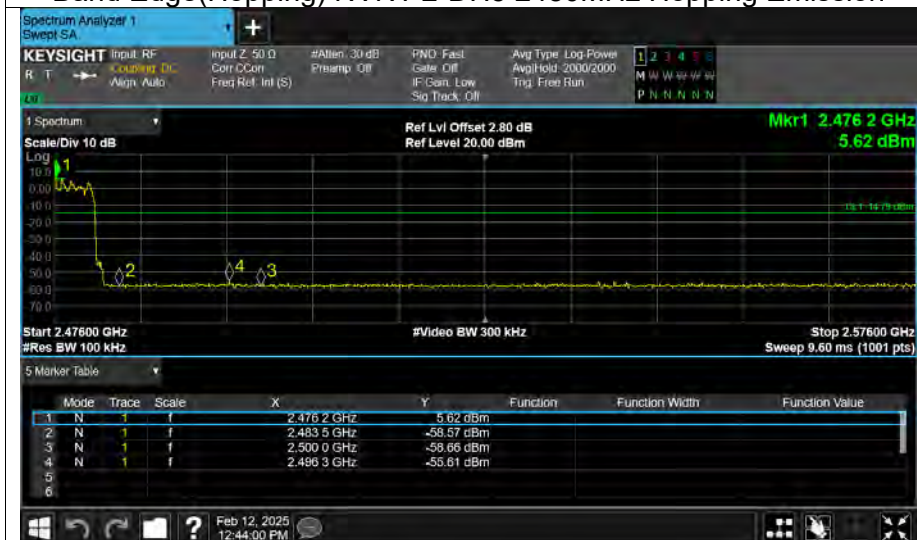 Spectrum Analyzer 1
Swept SA
KEYSIGHT Input: RF Input Z: 50 Ω #Atten: 30 dB PNO: Fast Avg Type: Log-Power 1 2 3 4 5 6
R T Coupling: DC Corr CCorr Preamp: Off Gate: Off Avg|Hold: 2000/2000 M W W W W W
Align: Auto Freq Ref: Int (S) IF Gain: Low Trig: Free Run
Sig Track: Off P N N N N N
1 Spectrum
Scale/Div 10 dB
Ref Lvl Offset 2.80 dB
Ref Level 20.00 dBm
Mkr1 2.476 2 GHz
5.62 dBm
Log
10.0
0.00
-10.0
-20.0
-30.0
-40.0
-50.0
-60.0
-70.0
1
2
4
3
DL1 -14.79 dBm
Start 2.47600 GHz #Video BW 300 kHz Stop 2.57600 GHz
#Res BW 100 kHz Sweep 9.60 ms (1001 pts)
5 Marker Table
Mode Trace Scale X Y Function Function Width Function Value
1 N 1 f 2.476 2 GHz 5.62 dBm
2 N 1 f 2.483 5 GHz -58.57 dBm
3 N 1 f 2.500 0 GHz -58.66 dBm
4 N 1 f 2.496 3 GHz -55.61 dBm
5
6
? Feb 12, 2025
12:44:00 PM